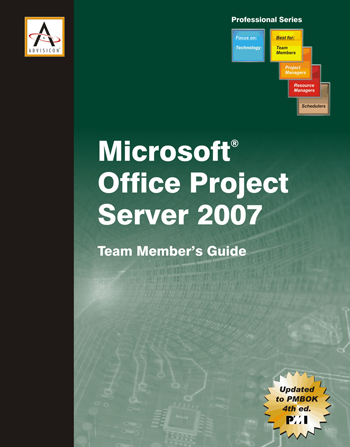 ADVISICON
Professional Series
Focus on:
Technology
Best for:
Team
Members
Project
Managers
Resource
Managers
Schedulers
Microsoft®
Office Project
Server 2007
Team Member's Guide
Updated
to PMBOK
4th ed.
PMI